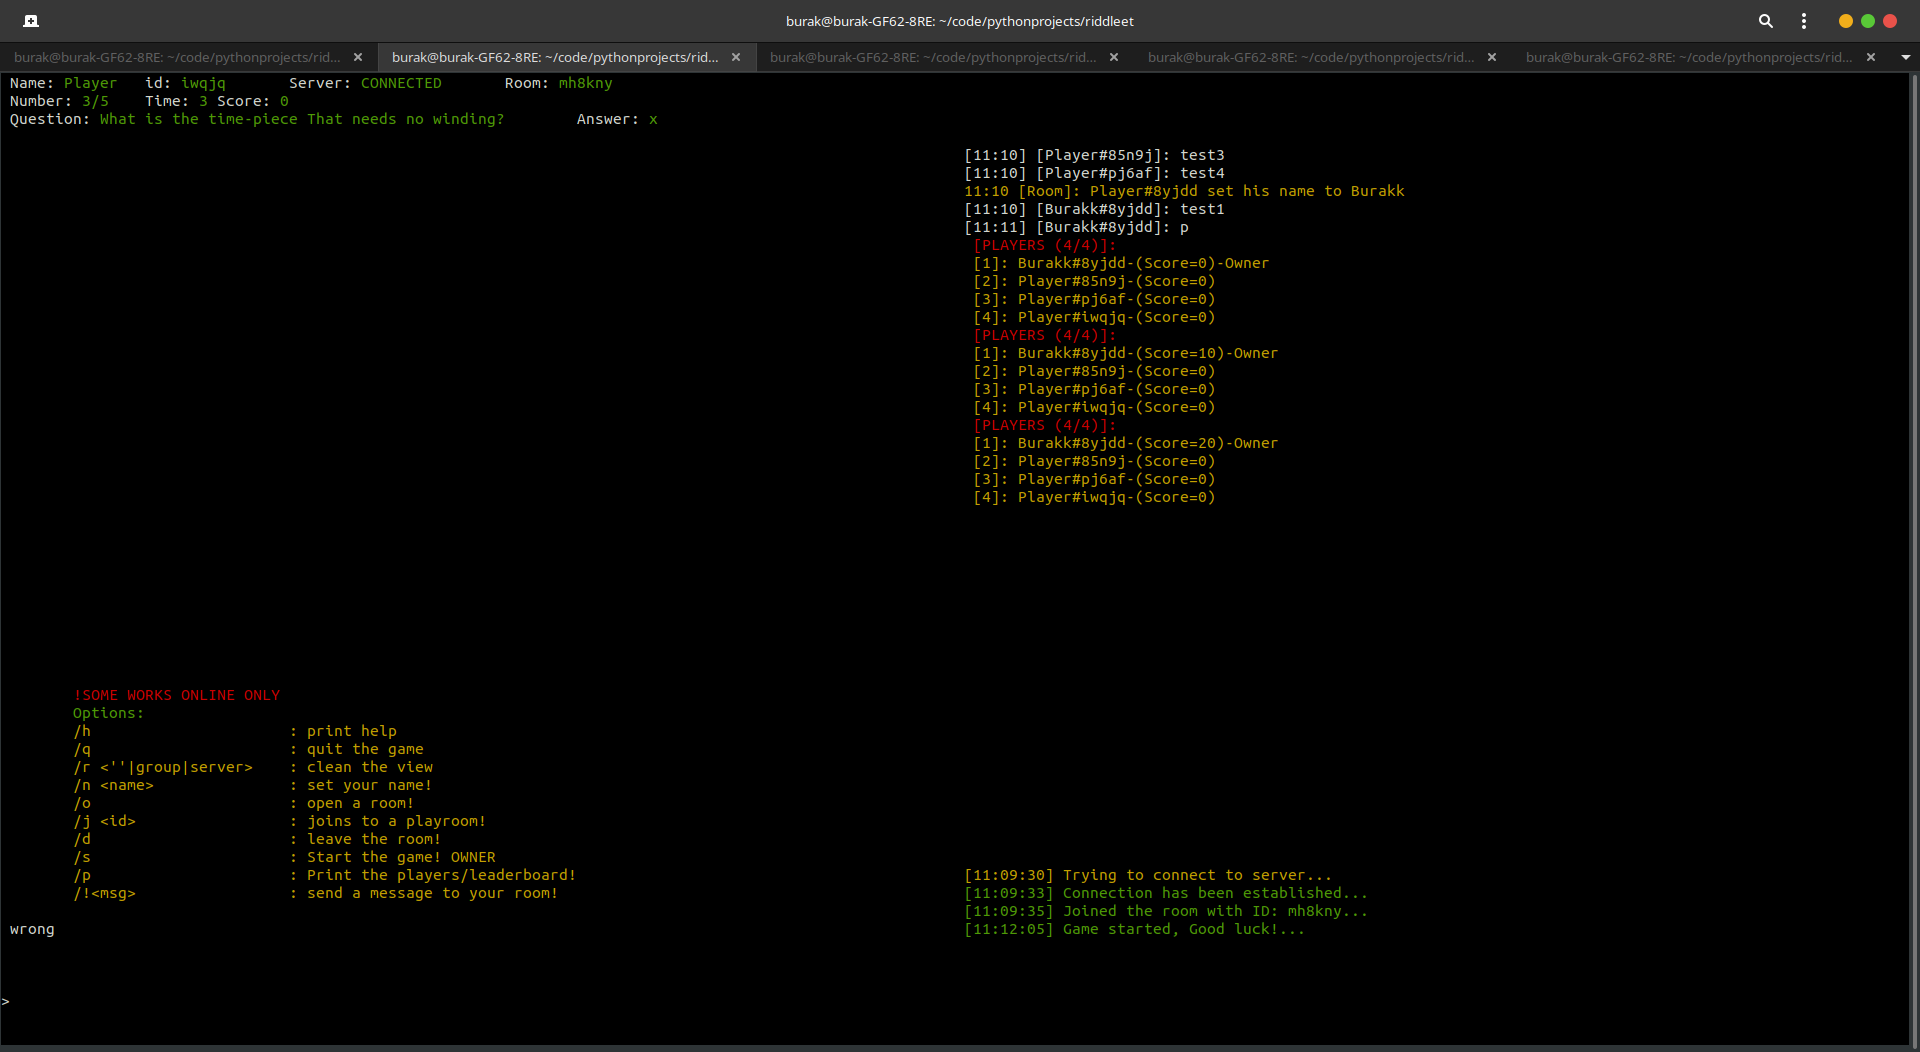 burak@burak-GF62-8RE: ~/code/pythonprojects/riddleet
burak@burak-GF62-8RE: ~/code/pythonprojects/ridd... burak@burak-GF62-8RE: ~/code/pythonprojects/ridd... burak@burak-GF62-8RE: ~/code/pythonprojects/rid... burak@burak-GF62-8RE: ~/code/pythonprojects/rid... burak@burak-GF62-8RE: ~/code/pythonprojects/rid...
Name: Player id: iwqjq Server: CONNECTED Room: mh8kny
Number: 3/5 Time: 3 Score: 0
Question: What is the time-piece That needs no winding? Answer: x
[11:10] [Player#85n9j]: test3
[11:10] [Player#pj6af]: test4
11:10 [Room]: Player#8yjdd set his name to Burakk
[11:10] [Burakk#8yjdd]: test1
[11:11] [Burakk#8yjdd]: p
[PLAYERS (4/4)]:
[1]: Burakk#8yjdd-(Score=0)-Owner
[2]: Player#85n9j-(Score=0)
[3]: Player#pj6af-(Score=0)
[4]: Player#iwqjq-(Score=0)
[PLAYERS (4/4)]:
[1]: Burakk#8yjdd-(Score=10)-Owner
[2]: Player#85n9j-(Score=0)
[3]: Player#pj6af-(Score=0)
[4]: Player#iwqjq-(Score=0)
[PLAYERS (4/4)]:
[1]: Burakk#8yjdd-(Score=20)-Owner
[2]: Player#85n9j-(Score=0)
[3]: Player#pj6af-(Score=0)
[4]: Player#iwqjq-(Score=0)
!SOME WORKS ONLINE ONLY
Options:
/h : print help
/q : quit the game
/r <''|group|server> : clean the view
/n <name> : set your name!
/o : open a room!
/j <id> : joins to a playroom!
/d : leave the room!
/s : Start the game! OWNER
/p : Print the players/leaderboard!
/!<msg> : send a message to your room!
[11:09:30] Trying to connect to server...
[11:09:33] Connection has been established...
[11:09:35] Joined the room with ID: mh8kny...
[11:12:05] Game started, Good luck!...
wrong
>